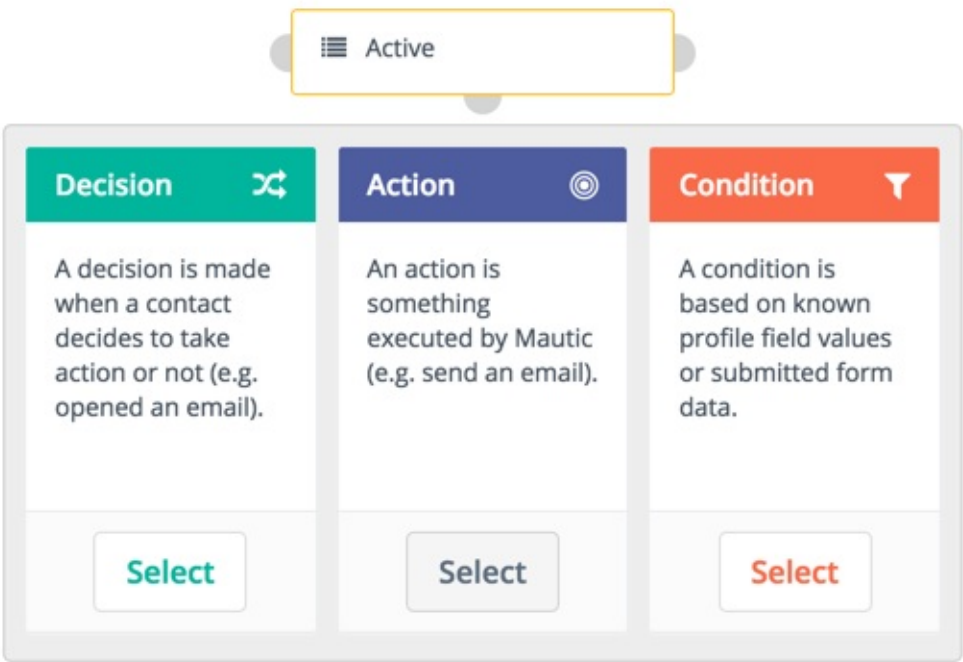 Active
Decision
A decision is made
when a contact
decides to take
action or not (e.g.
opened an email).
Select
Action
An action is
something
executed by Mautic
(e.g. send an email).
Select
Condition
A condition is
based on known
profile field values
or submitted form
data.
Select